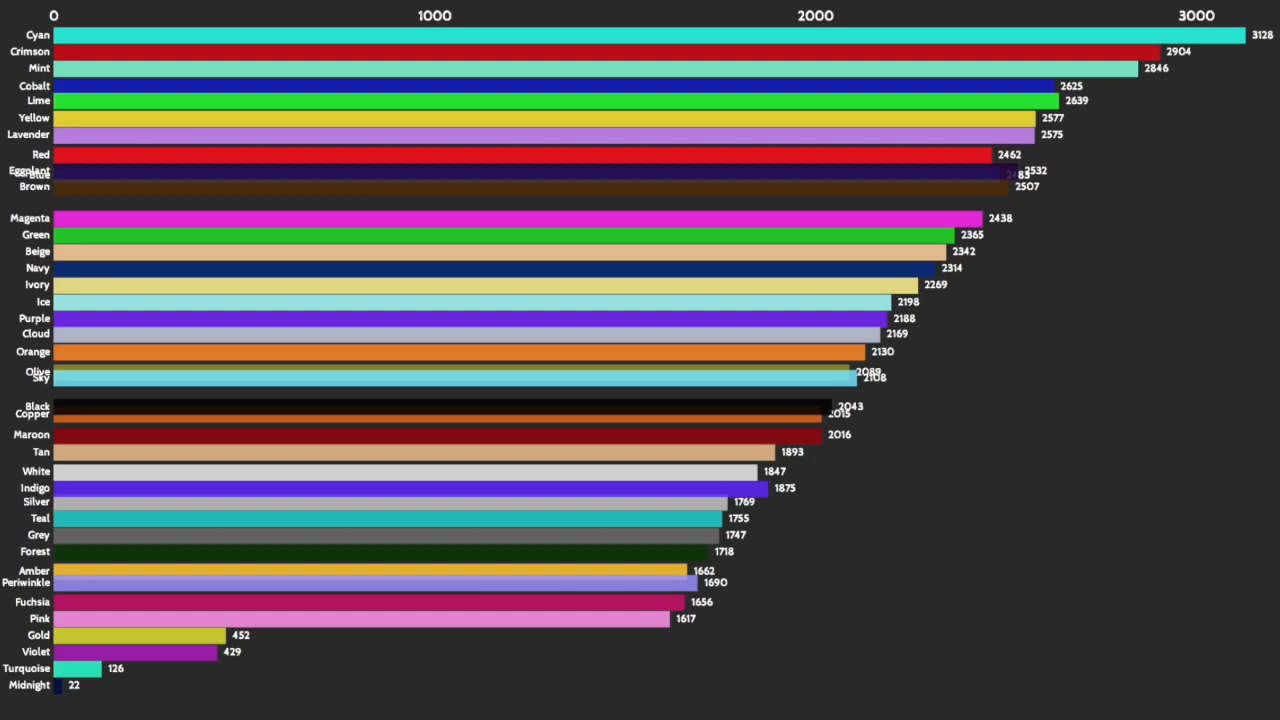 0 1000 2000 3000
Cyan 3128
Crimson 2904
Mint 2846
Cobalt 2625
Lime 2639
Yellow 2577
Lavender 2575
Red 2462
Eggplant 2532
Blue 2483
Brown 2507
Magenta 2438
Green 2365
Beige 2342
Navy 2314
Ivory 2269
Ice 2198
Purple 2188
Cloud 2169
Orange 2130
Olive 2089
Sky 2108
Black 2043
Copper 2015
Maroon 2016
Tan 1893
White 1847
Indigo 1875
Silver 1769
Teal 1755
Grey 1747
Forest 1718
Amber 1662
Periwinkle 1690
Fuchsia 1656
Pink 1617
Gold 452
Violet 429
Turquoise 126
Midnight 22